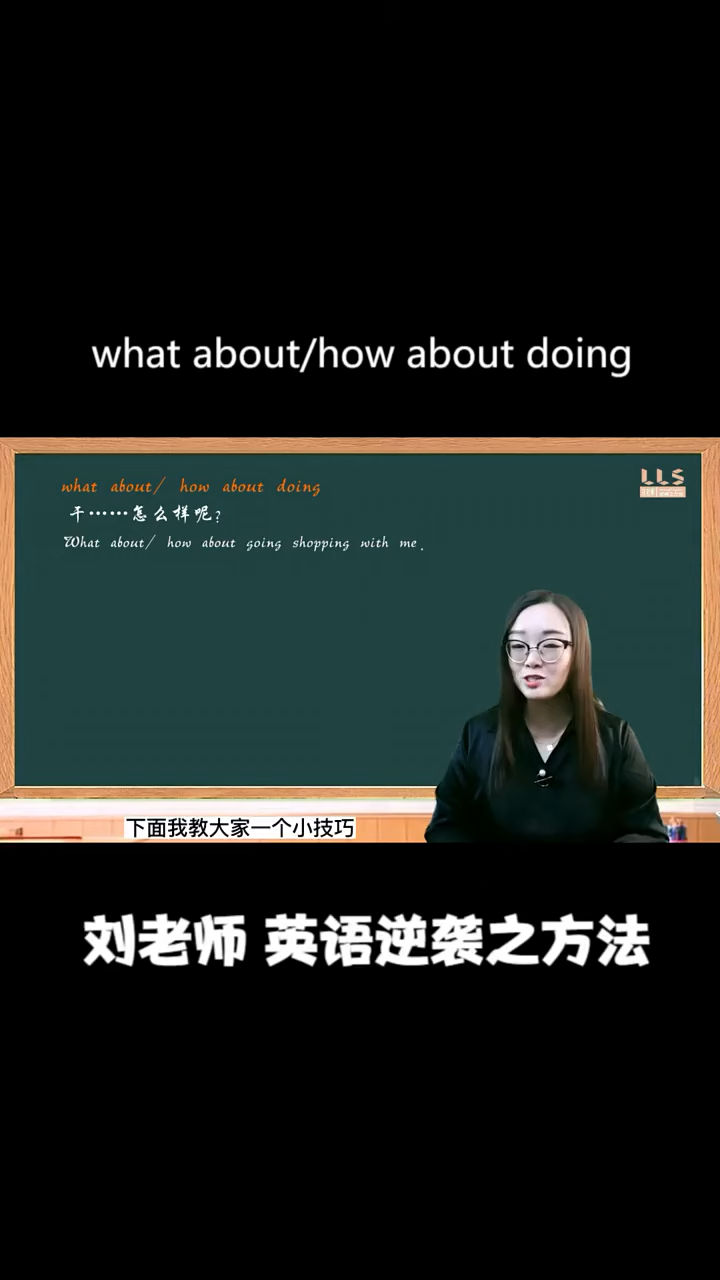 what about/how about doing
what about/ how about doing
干……怎么样呢?
What about/ how about going shopping with me.
LLS
下面我教大家一个小技巧
刘老师 英语逆袭之方法